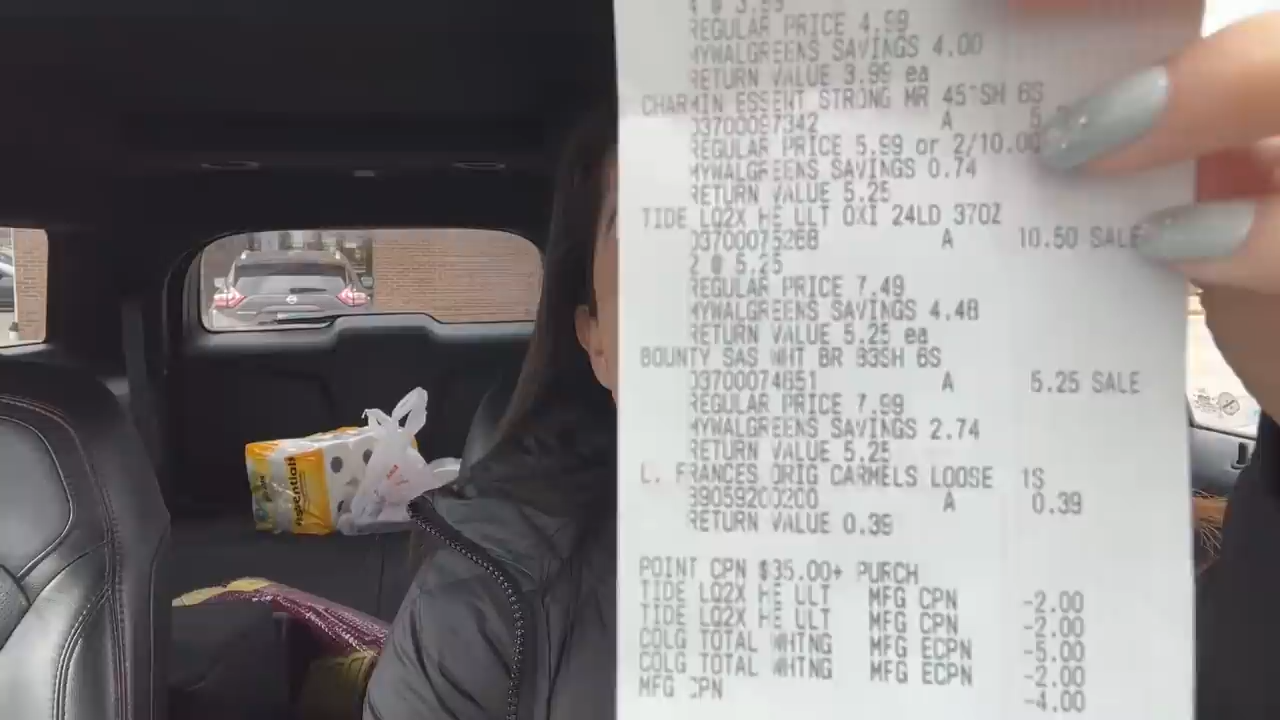 4 @ 3.99
REGULAR PRICE 4.99
MYWALGREENS SAVINGS 4.00
RETURN VALUE 3.99 ea
CHARMIN ESSENT STRONG MR 45*SH 6S
03700097342 A 5.
REGULAR PRICE 5.99 or 2/10.00
MYWALGREENS SAVINGS 0.74
RETURN VALUE 5.25
TIDE LQ2X HE ULT OXI 24LD 37OZ
03700075268 A 10.50 SALE
2 @ 5.25
REGULAR PRICE 7.49
MYWALGREENS SAVINGS 4.48
RETURN VALUE 5.25 ea
BOUNTY SAS WHT BR 83SH 6S
03700074651 A 5.25 SALE
REGULAR PRICE 7.99
MYWALGREENS SAVINGS 2.74
RETURN VALUE 5.25
L. FRANCES ORIG CARMELS LOOSE 1S
89059200200 A 0.39
RETURN VALUE 0.39
POINT CPN $35.00+ PURCH
TIDE LQ2X HE ULT MFG CPN -2.00
TIDE LQ2X HE ULT MFG CPN -2.00
COLG TOTAL WHTNG MFG ECPN -5.00
COLG TOTAL WHTNG MFG ECPN -2.00
MFG CPN -4.00
essentials